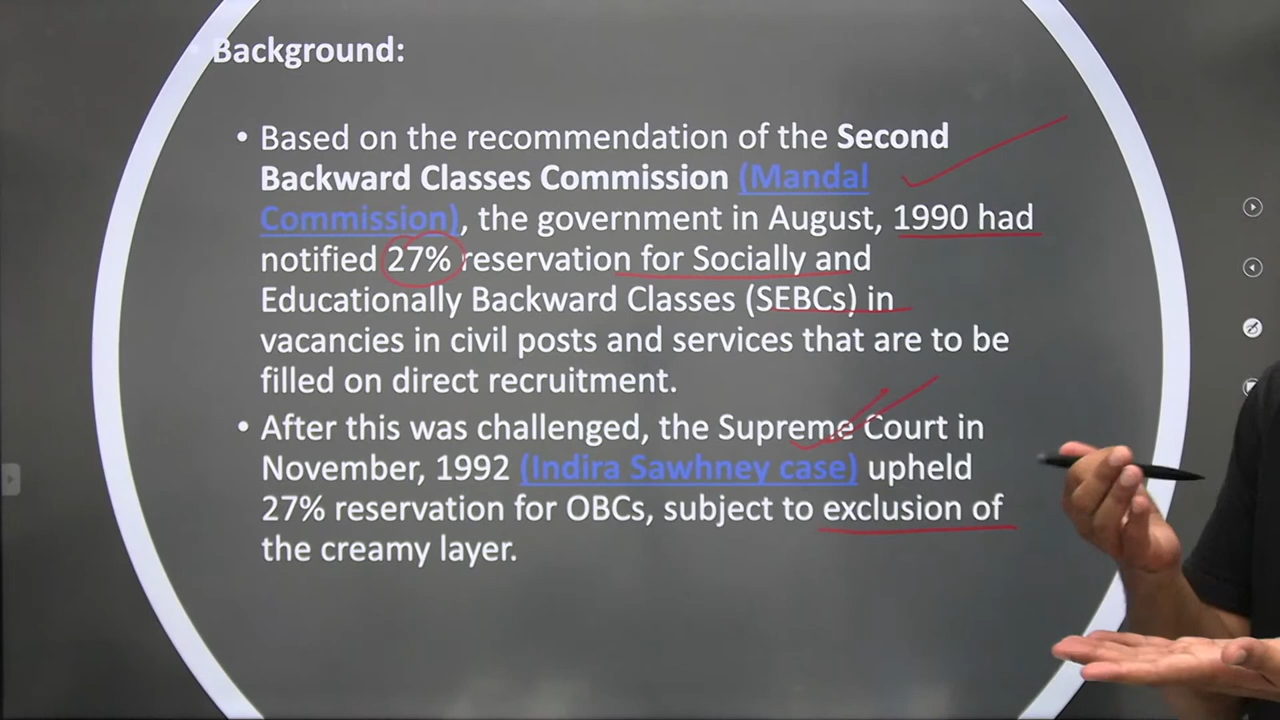 Background:
• Based on the recommendation of the Second
Backward Classes Commission (Mandal
Commission), the government in August, 1990 had
notified 27% reservation for Socially and
Educationally Backward Classes (SEBCs) in
vacancies in civil posts and services that are to be
filled on direct recruitment.
• After this was challenged, the Supreme Court in
November, 1992 (Indira Sawhney case) upheld
27% reservation for OBCs, subject to exclusion of
the creamy layer.